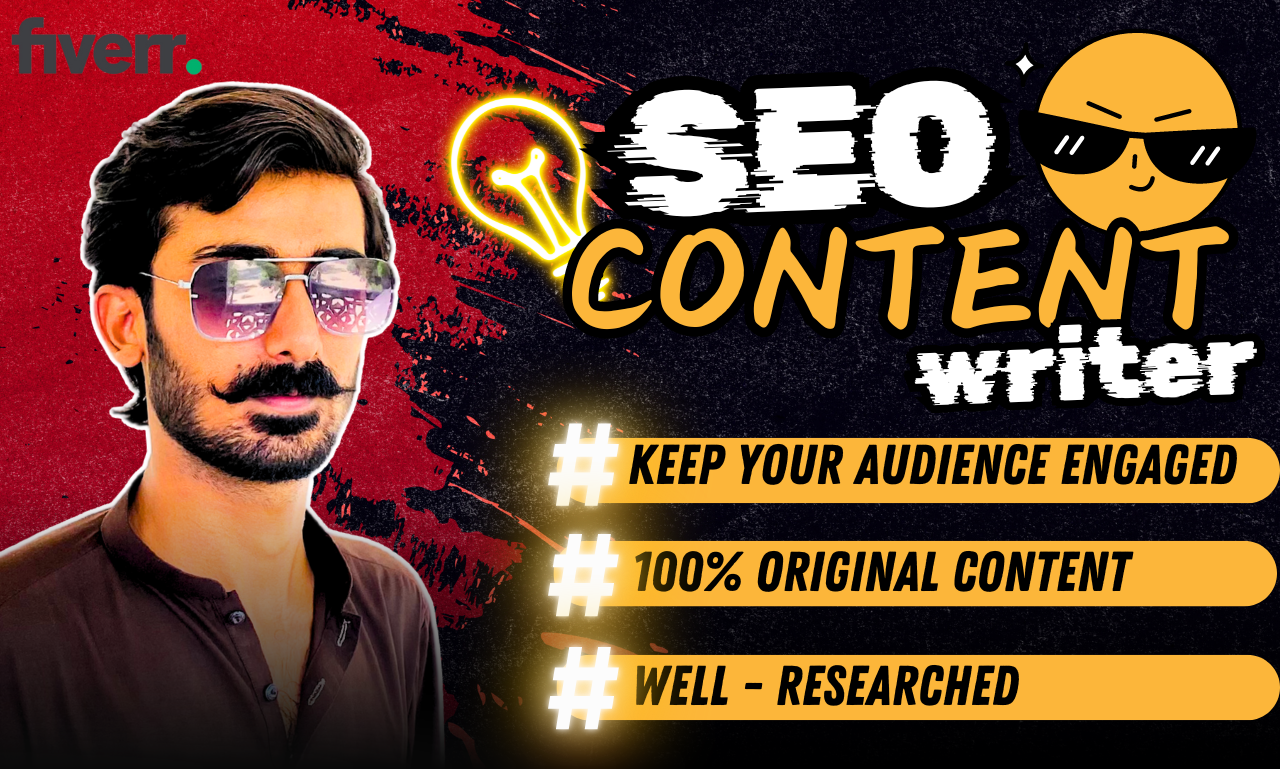 fiverr.
SEO
CONTENT
writer
# KEEP YOUR AUDIENCE ENGAGED
# 100% ORIGINAL CONTENT
# WELL - RESEARCHED